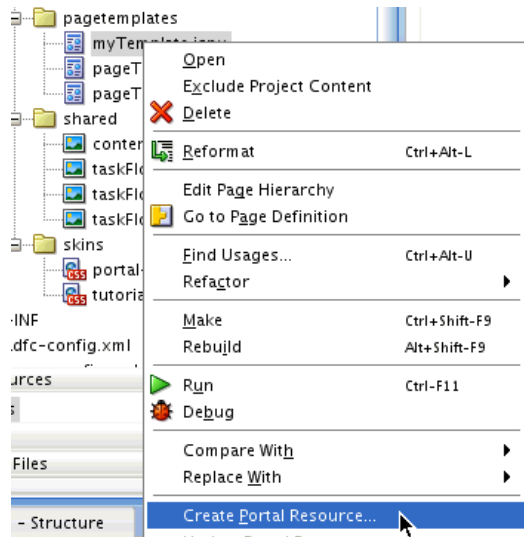 pagetemplates
myTemplate.jspx
pageT
pageT
shared
conten
taskFlo
taskFlo
taskFlo
skins
portal-
tutoria
-INF
.dfc-config.xml
urces
s
Files
- Structure
Open
Exclude Project Content
Delete
Reformat Ctrl+Alt-L
Edit Page Hierarchy
Go to Page Definition
Find Usages... Ctrl+Alt-U
Refactor
Make Ctrl+Shift-F9
Rebuild Alt+Shift-F9
Run Ctrl-F11
Debug
Compare With
Replace With
Create Portal Resource...